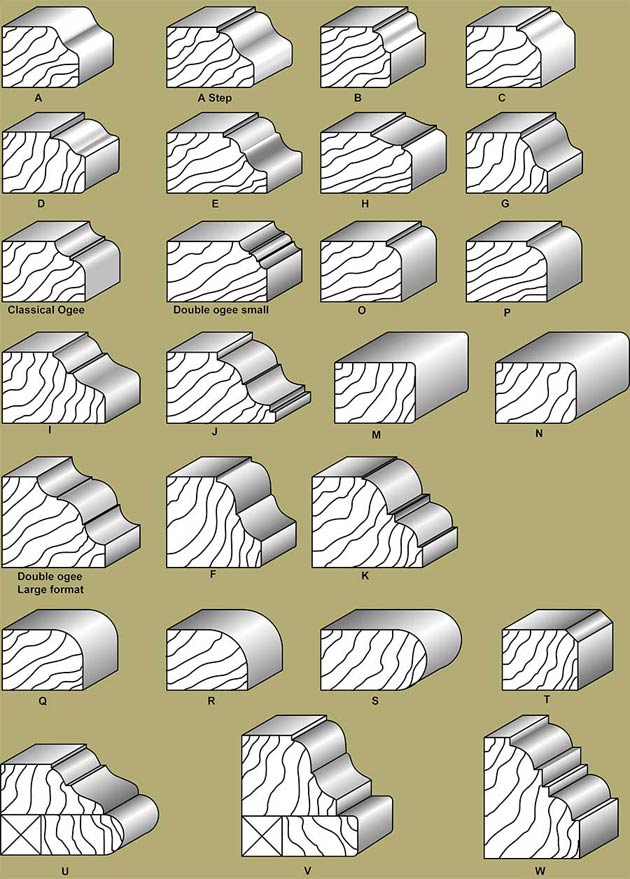 A
A Step
B
C
D
E
H
G
Classical Ogee
Double ogee small
O
P
I
J
M
N
Double ogee
Large format
F
K
Q
R
S
T
U
V
W